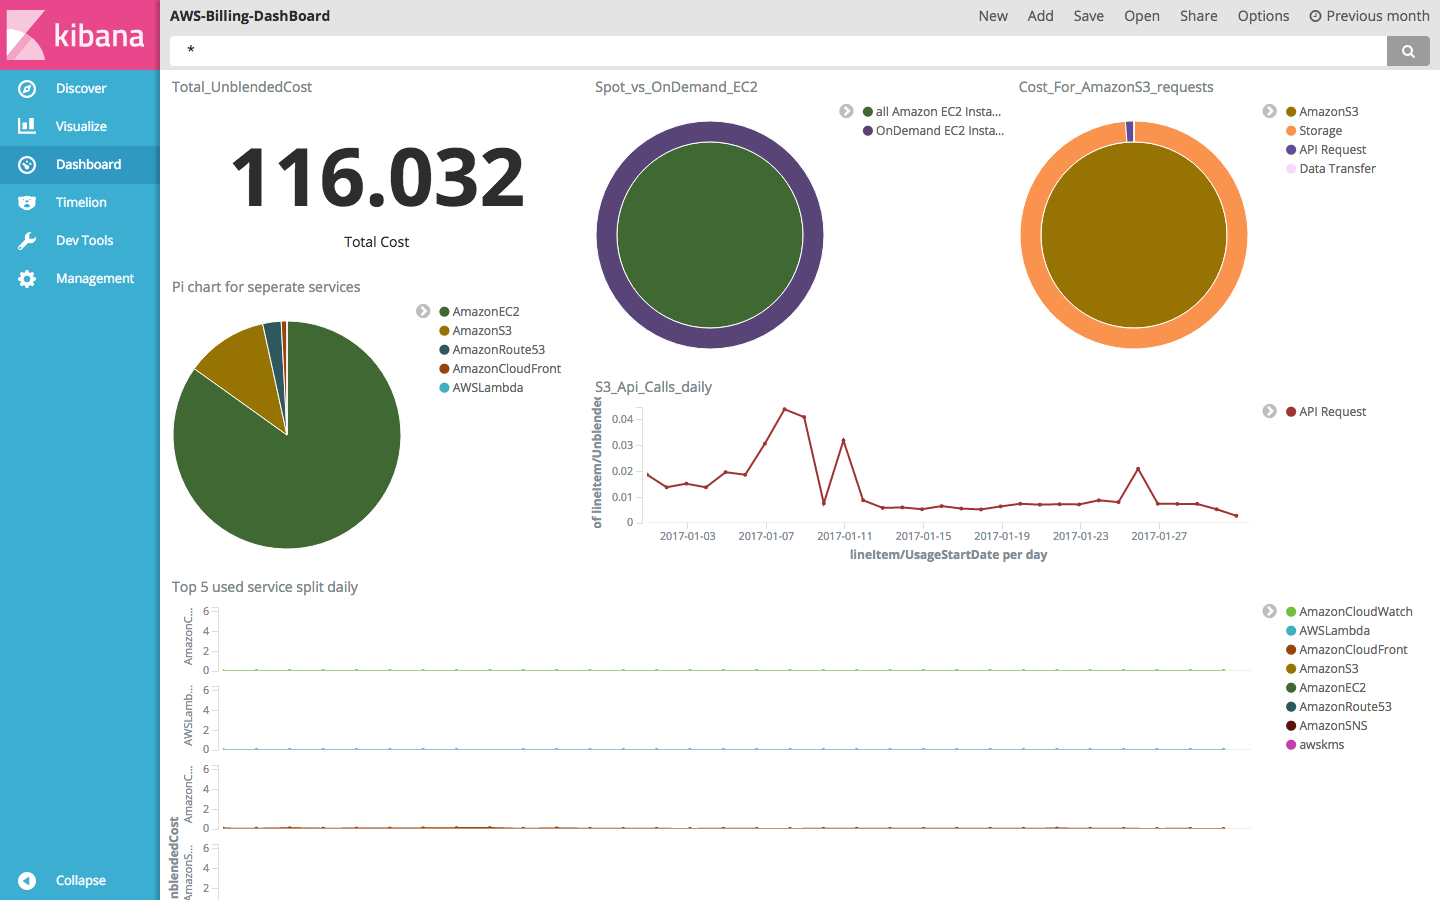 kibana
Discover
Visualize
Dashboard
Timelion
Dev Tools
Management
Collapse
AWS-Billing-DashBoard
New Add Save Open Share Options Previous month
*
Total_UnblendedCost
116.032
Total Cost
Spot_vs_OnDemand_EC2
all Amazon EC2 Insta...
OnDemand EC2 Insta...
Cost_For_AmazonS3_requests
AmazonS3
Storage
API Request
Data Transfer
Pi chart for seperate services
AmazonEC2
AmazonS3
AmazonRoute53
AmazonCloudFront
AWSLambda
S3_Api_Calls_daily
of lineItem/Unblended
0.04
0.03
0.02
0.01
0
2017-01-03 2017-01-07 2017-01-11 2017-01-15 2017-01-19 2017-01-23 2017-01-27
lineItem/UsageStartDate per day
API Request
Top 5 used service split daily
nblendedCost
AmazonC...
6
4
2
0
AWSLamb...
6
4
2
0
AmazonC...
6
4
2
0
AmazonS...
6
4
2
AmazonCloudWatch
AWSLambda
AmazonCloudFront
AmazonS3
AmazonEC2
AmazonRoute53
AmazonSNS
awskms